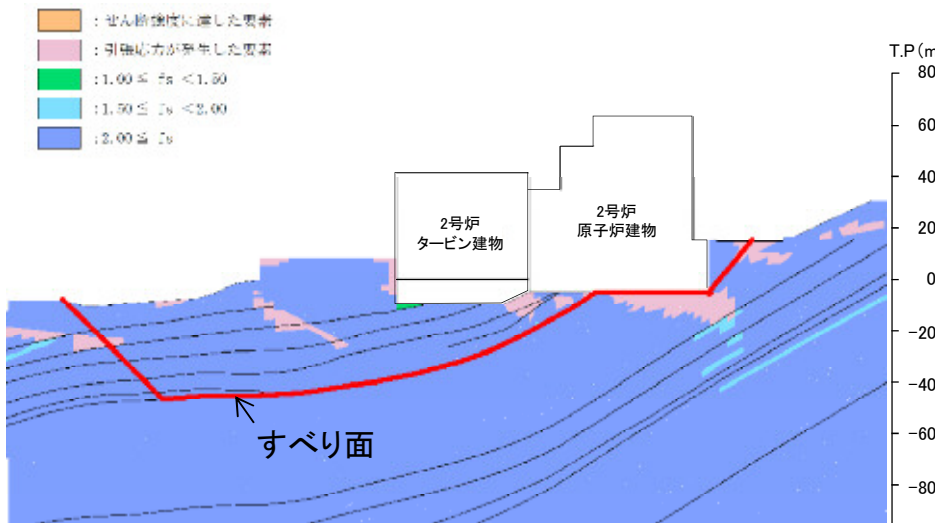 ：せん断強度に達した要素
：引張応力が発生した要素
：1.00 ≦ fs ＜1.50
：1.50 ≦ fs ＜2.00
：2.00 ≦ fs
T.P(m
80
60
40
20
0
-20
-40
-60
-80
2号炉
タービン建物
2号炉
原子炉建物
すべり面